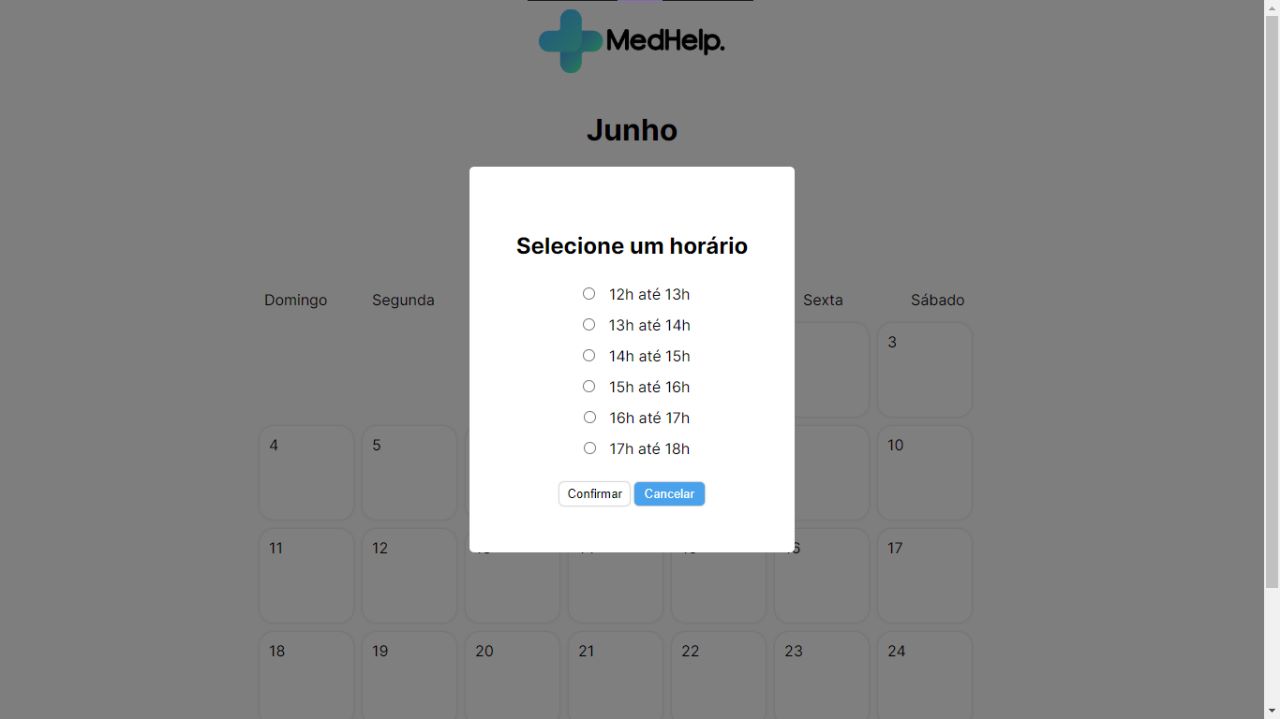 MedHelp.
Junho
Selecione um horário
Domingo Segunda Sexta Sábado
12h até 13h
13h até 14h
14h até 15h
15h até 16h
16h até 17h
17h até 18h
Confirmar Cancelar
3
4 5 10
11 12 17
18 19 20 21 22 23 24